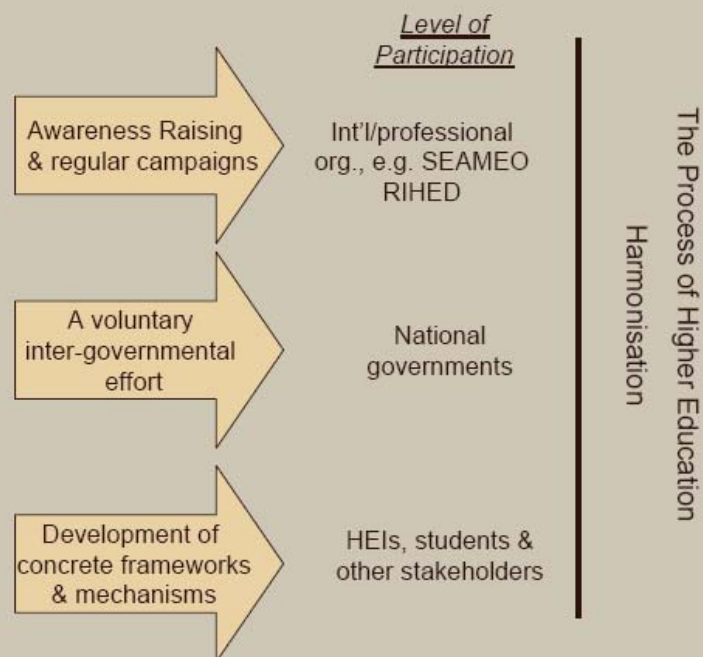 Level of
Participation
Awareness Raising
& regular campaigns
Int'l/professional
org., e.g. SEAMEO
RIHED
A voluntary
inter-governmental
effort
National
governments
Development of
concrete frameworks
& mechanisms
HEIs, students &
other stakeholders
The Process of Higher Education
Harmonisation